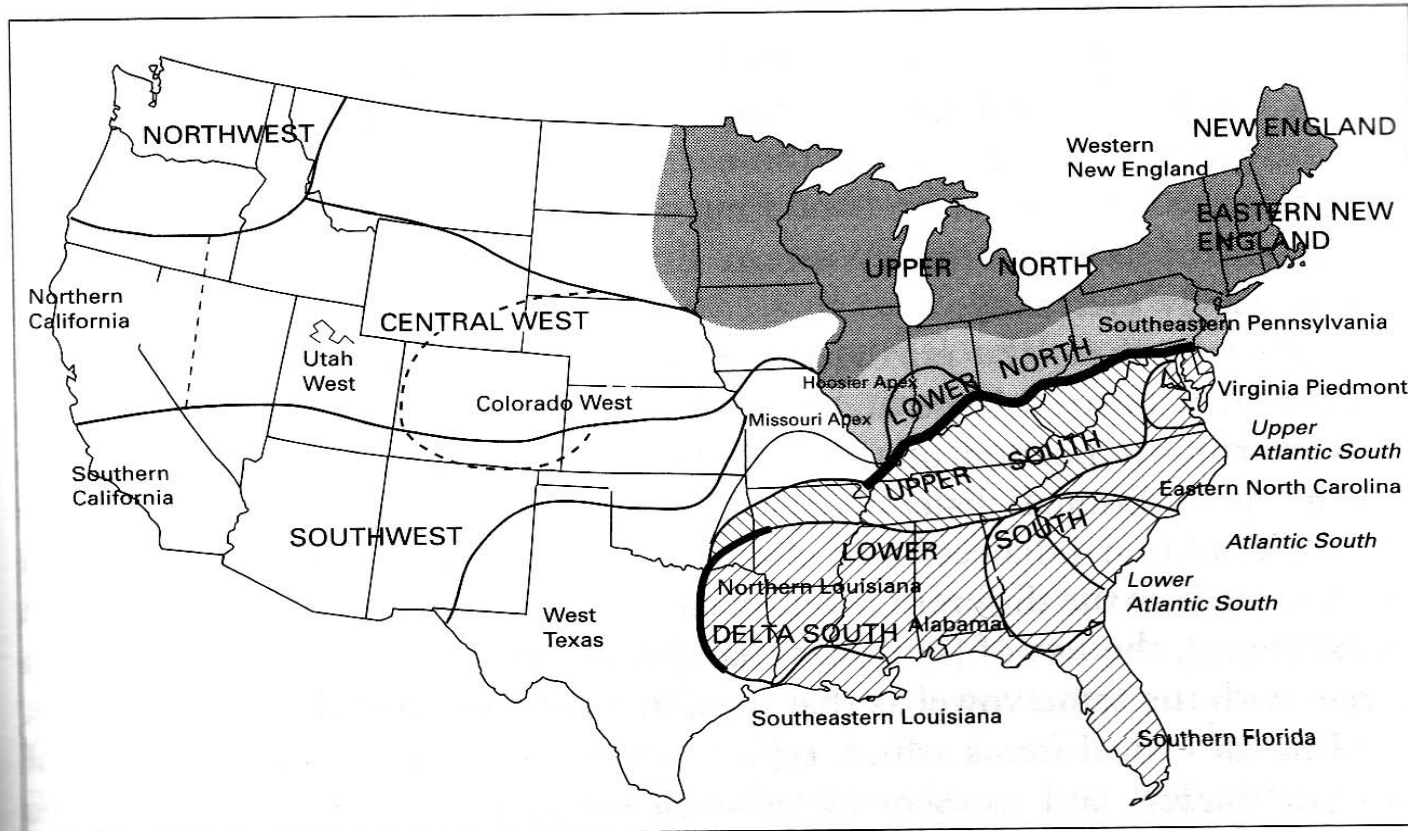 NORTHWEST
NEW ENGLAND
Western
New England
EASTERN NEW
ENGLAND
UPPER NORTH
Northern
California
CENTRAL WEST
Southeastern Pennsylvania
Utah
West
LOWER NORTH
Hoosier Apex
Colorado West
Missouri Apex
Virginia Piedmont
Upper
Atlantic South
Southern
California
UPPER SOUTH
Eastern North Carolina
SOUTHWEST
LOWER SOUTH
Atlantic South
Northern Louisiana
Lower
Atlantic South
West
Texas
DELTA SOUTH
Alabama
Southeastern Louisiana
Southern Florida